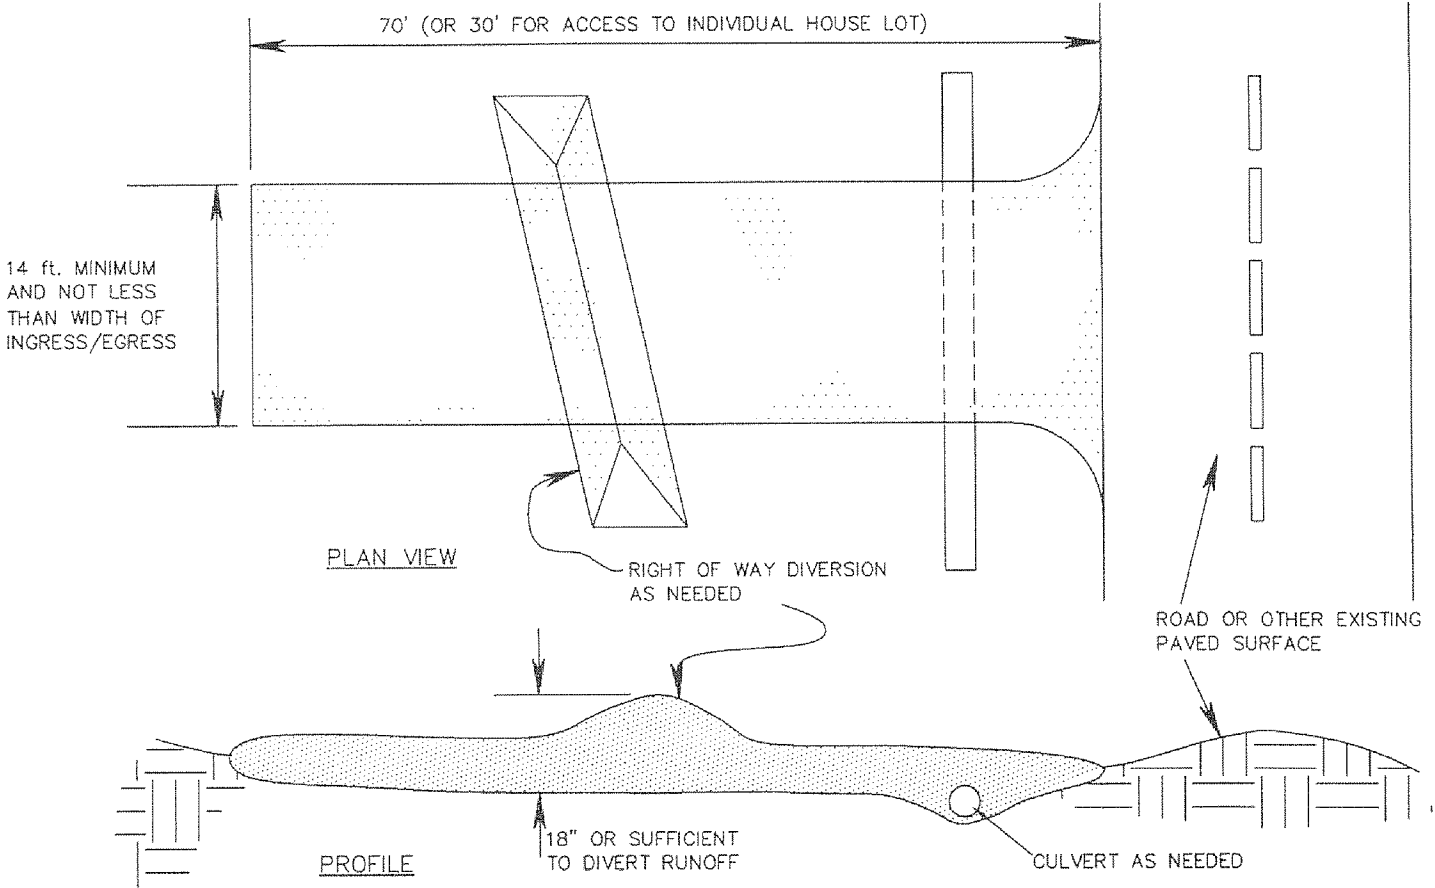 70' (OR 30' FOR ACCESS TO INDIVIDUAL HOUSE LOT)
14 ft. MINIMUM
AND NOT LESS
THAN WIDTH OF
INGRESS/EGRESS
PLAN VIEW
RIGHT OF WAY DIVERSION
AS NEEDED
ROAD OR OTHER EXISTING
PAVED SURFACE
18" OR SUFFICIENT
TO DIVERT RUNOFF
PROFILE
CULVERT AS NEEDED